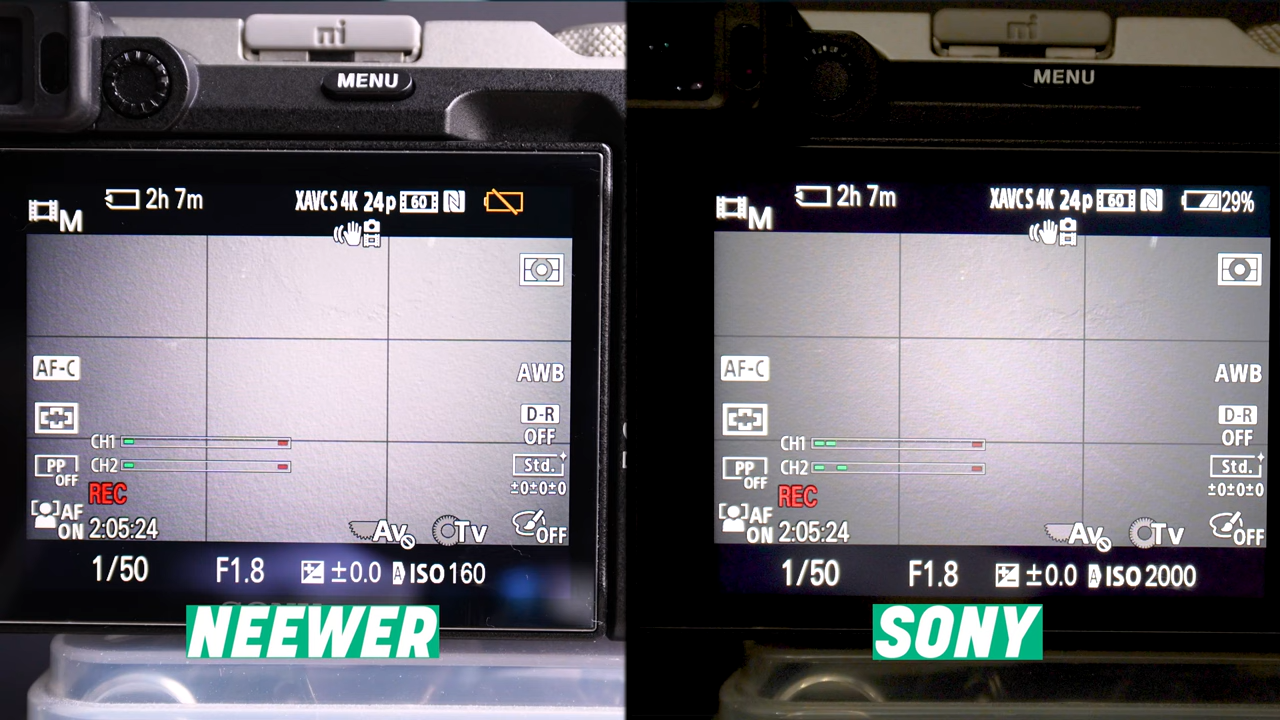 mi
MENU
2h 7m
XAVC S 4K 24p 60 N
M
AF-C
AWB
D-R
OFF
CH1
CH2
Std.
PP
OFF
±0±0±0
REC
AF
ON
2:05:24
Av
Tv
OFF
1/50 F1.8 ±0.0 A ISO 160
NEEWER
mi
MENU
2h 7m
XAVC S 4K 24p 60 N 29%
M
AF-C
AWB
D-R
OFF
CH1
CH2
Std.
PP
OFF
±0±0±0
REC
AF
ON
2:05:24
Av
Tv
OFF
1/50 F1.8 ±0.0 A ISO 2000
SONY